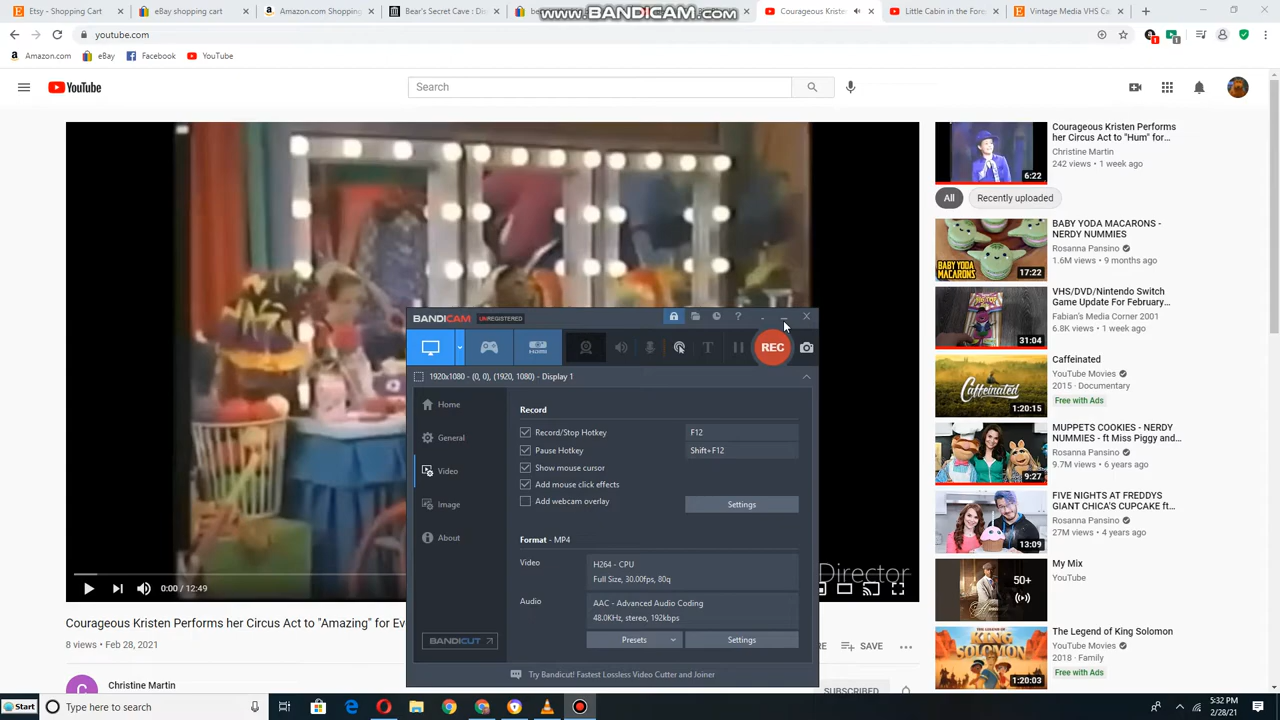 Etsy - Shopping cart
eBay shopping cart
Amazon.com Shopping
Bear's Secret Cave : D
be
www.BANDICAM.com
Courageous Kristen
Little Cabin in the Fore
Vintage Media VHS Ca
youtube.com
1
1
Amazon.com
eBay
Facebook
YouTube
YouTube
Search
Courageous Kristen Performs
her Circus Act to "Hum" for…
Christine Martin
242 views • 1 week ago
6:22
All
Recently uploaded
BABY YODA MACARONS -
NERDY NUMMIES
Rosanna Pansino
1.6M views • 9 months ago
BABY YODA
MACARONS
17:22
VHS/DVD/Nintendo Switch
Game Update For February…
Fabian's Media Corner 2001
6.8K views • 1 week ago
31:04
Caffeinated
YouTube Movies
2015 • Documentary
Free with Ads
Caffeinated
1:20:15
MUPPETS COOKIES - NERDY
NUMMIES - ft Miss Piggy and…
Rosanna Pansino
9.7M views • 6 years ago
9:27
FIVE NIGHTS AT FREDDYS
GIANT CHICA'S CUPCAKE ft…
Rosanna Pansino
27M views • 4 years ago
13:09
My Mix
YouTube
50+
The Legend of King Solomon
YouTube Movies
2018 • Family
Free with Ads
KING
SOLOMON
1:20:03
BANDICAM
UNREGISTERED
HDMI
REC
1920x1080 - (0, 0), (1920, 1080) - Display 1
Home
General
Video
Image
About
BANDICUT
Record
Record/Stop Hotkey
F12
Pause Hotkey
Shift+F12
Show mouse cursor
Add mouse click effects
Add webcam overlay
Settings
Format - MP4
Video
H264 - CPU
Full Size, 30.00fps, 80q
Audio
AAC - Advanced Audio Coding
48.0KHz, stereo, 192kbps
Presets
Settings
Try Bandicut! Fastest Lossless Video Cutter and Joiner
Director
0:00 / 12:49
Courageous Kristen Performs her Circus Act to "Amazing" for Ev
8 views • Feb 28, 2021
RE
SAVE
C
Christine Martin
SUBSCRIBED
Start
Type here to search
5:32 PM
2/28/21